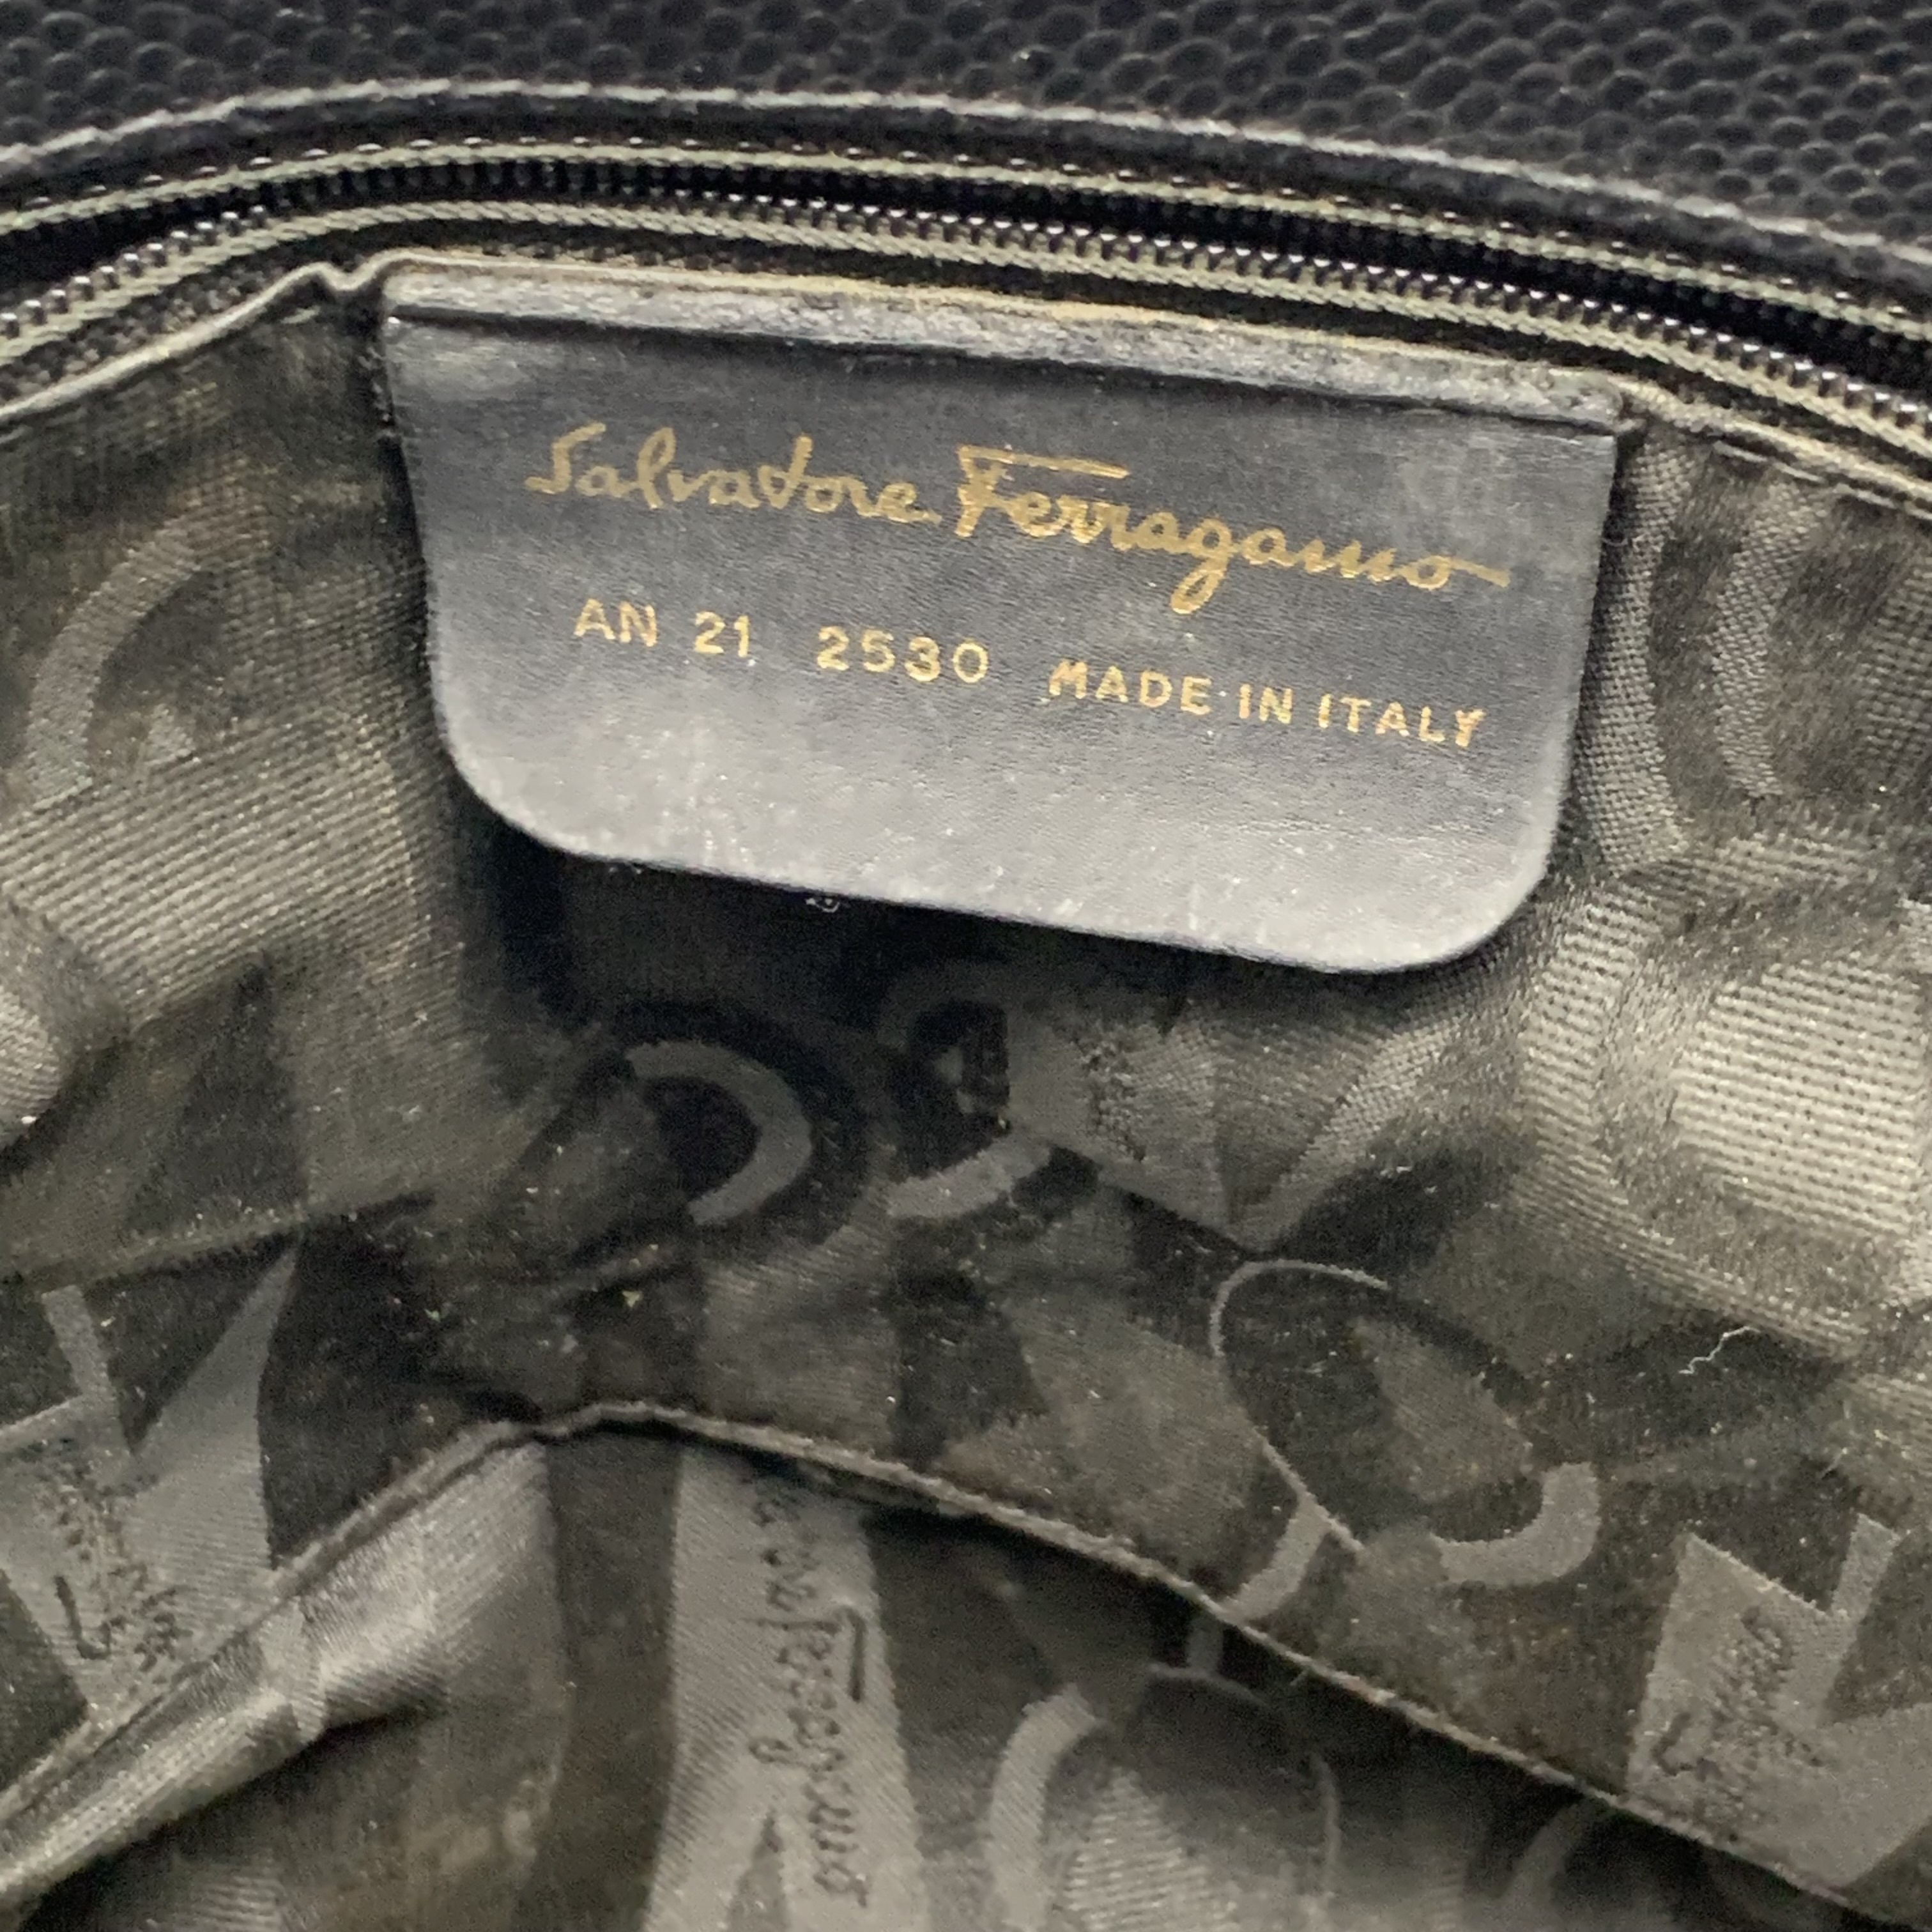 Salvatore Ferragamo
AN 21 2530 MADE IN ITALY